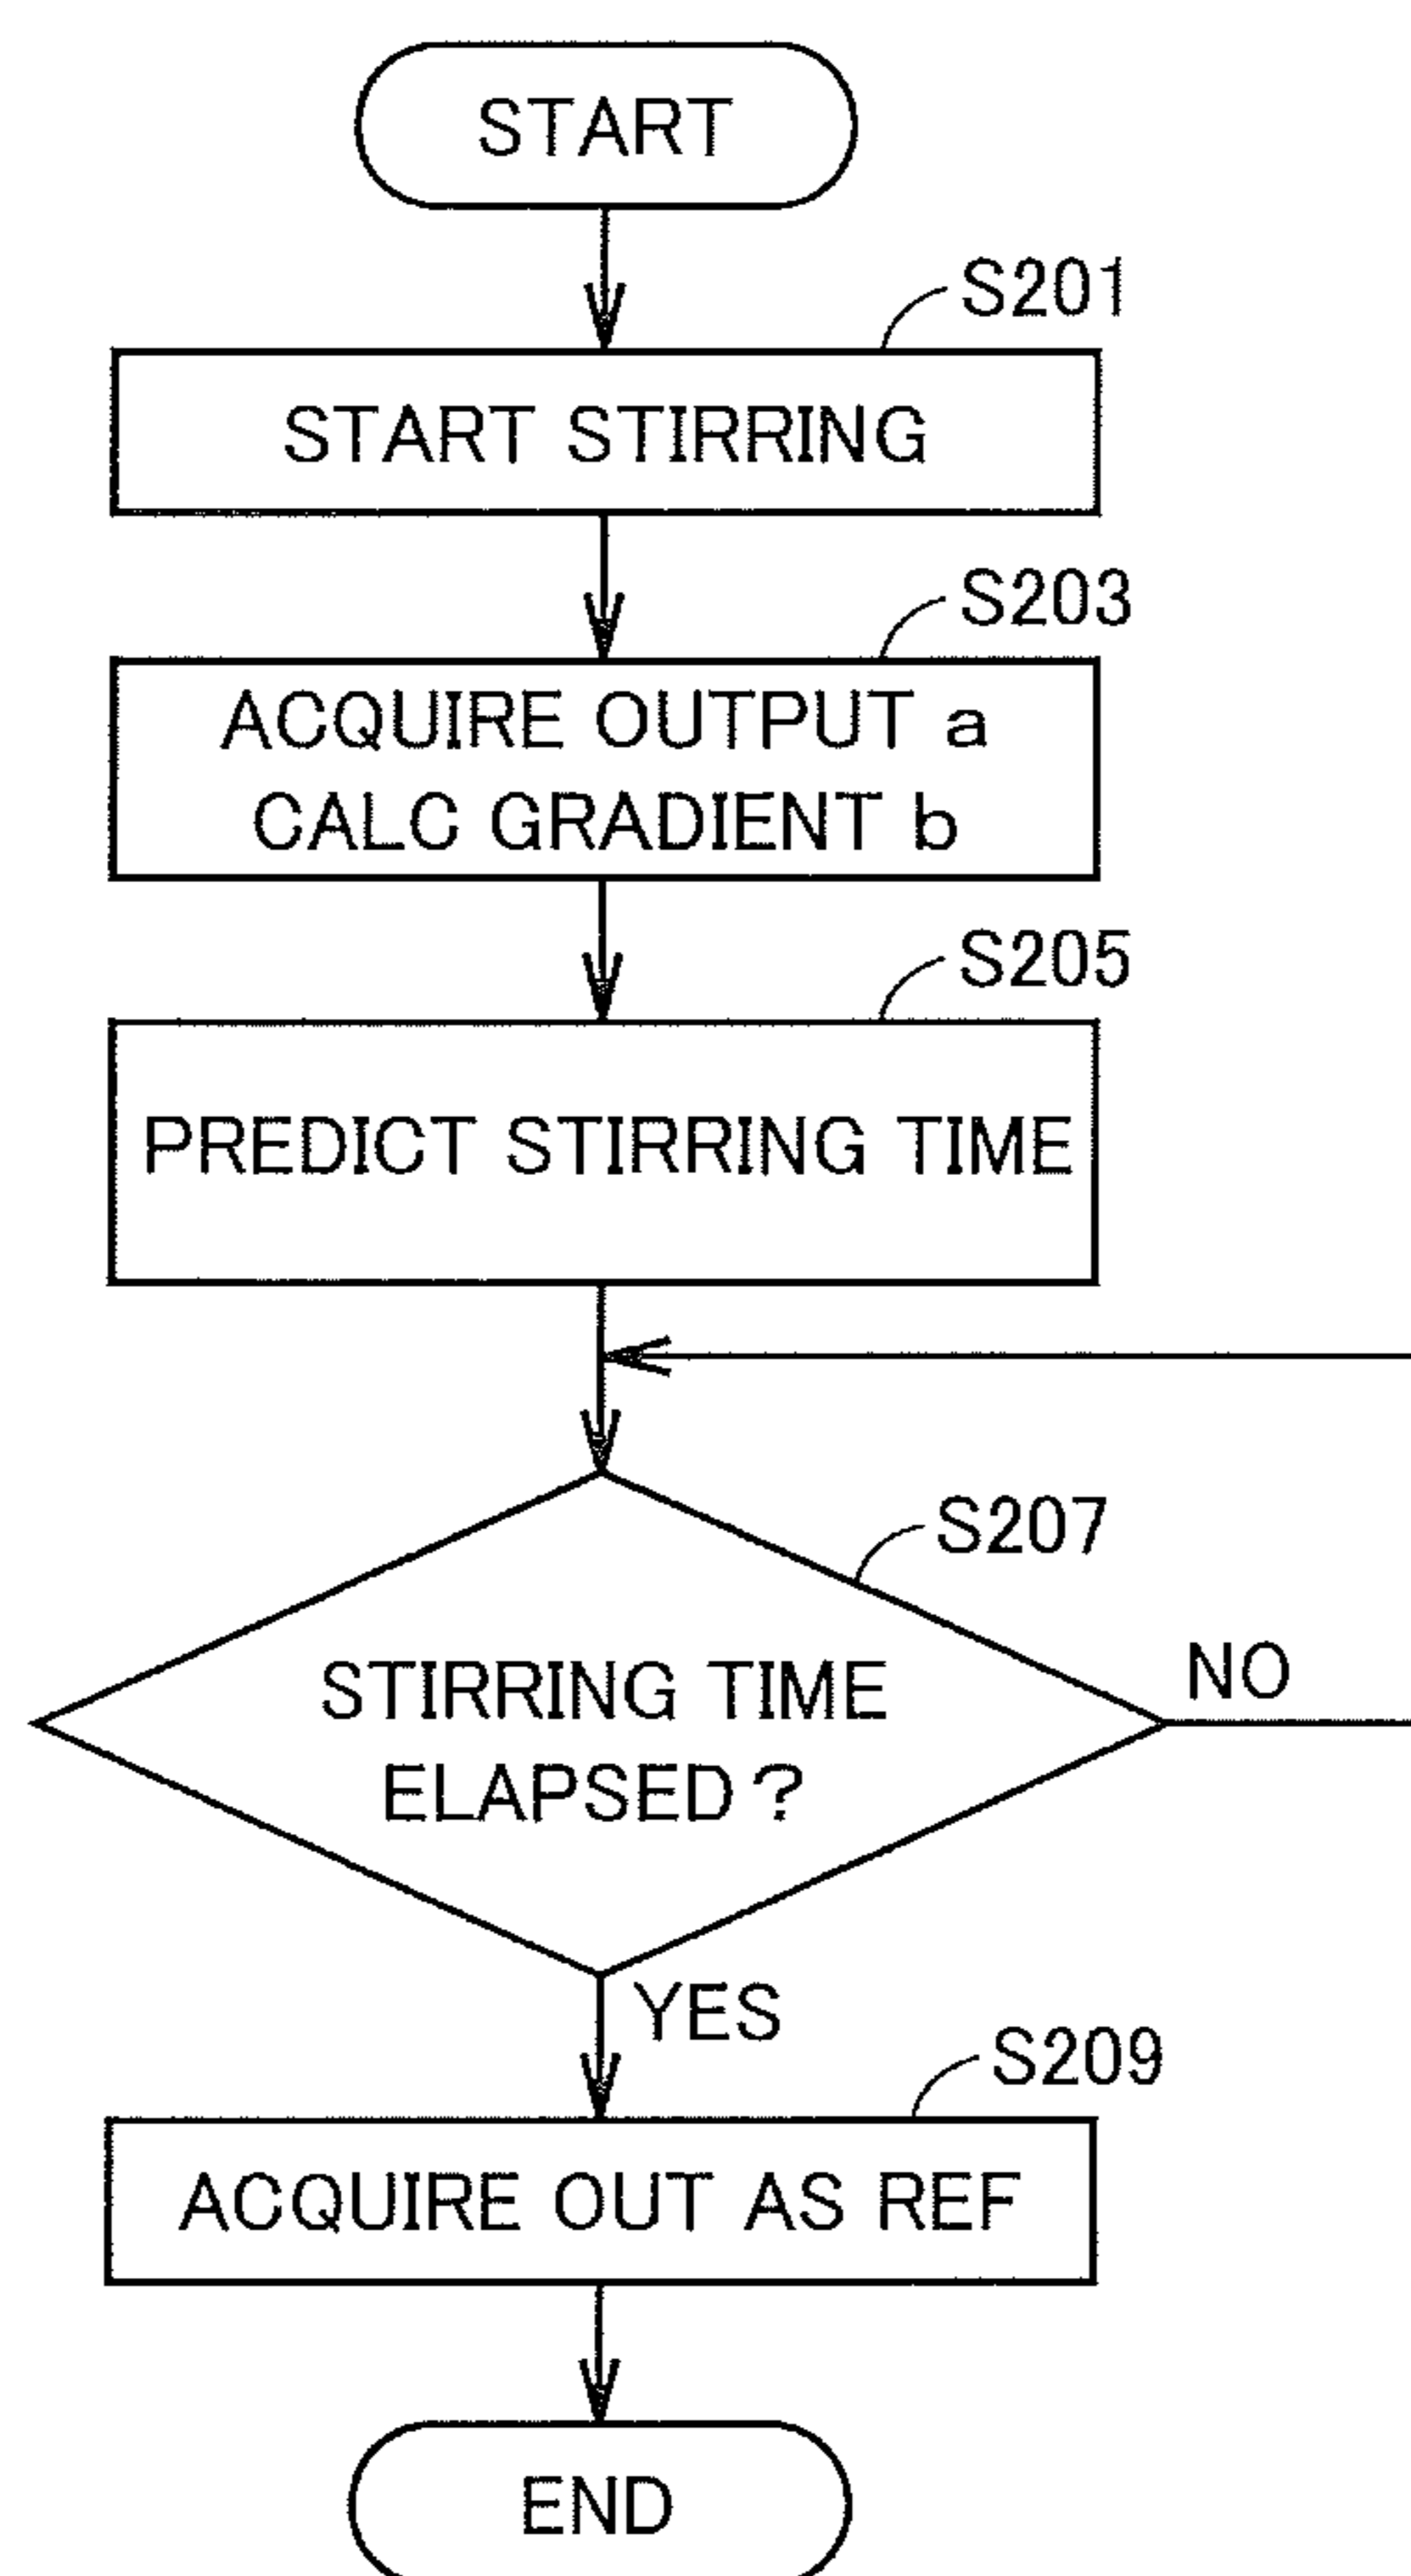 START
S201
START STIRRING
S203
ACQUIRE OUTPUT a
CALC GRADIENT b
S205
PREDICT STIRRING TIME
S207
STIRRING TIME
ELAPSED?
NO
YES
S209
ACQUIRE OUT AS REF
END